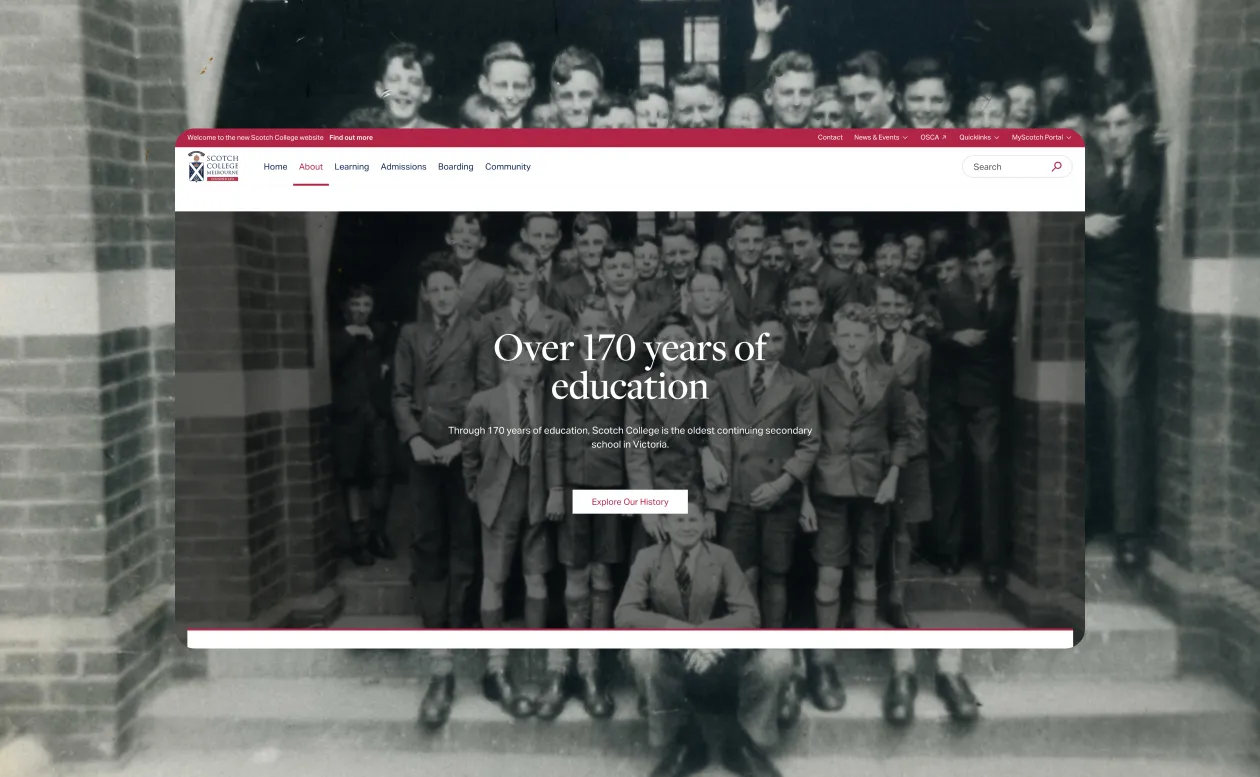 Welcome to the new Scotch College website Find out more
Contact News & Events OSCA Quicklinks MyScotch Portal
SCOTCH
COLLEGE
MELBOURNE
Home About Learning Admissions Boarding Community
Search
Over 170 years of
education
Through 170 years of education, Scotch College is the oldest continuing secondary
school in Victoria.
Explore Our History